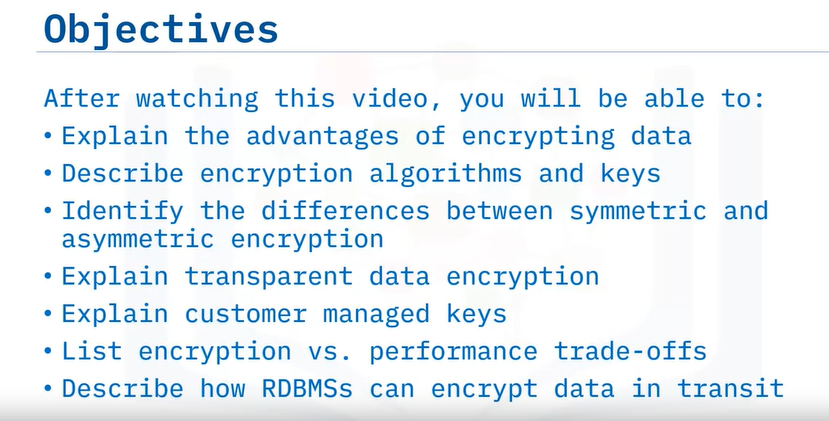 Objectives
After watching this video, you will be able to:
• Explain the advantages of encrypting data
• Describe encryption algorithms and keys
• Identify the differences between symmetric and
asymmetric encryption
• Explain transparent data encryption
• Explain customer managed keys
• List encryption vs. performance trade-offs
• Describe how RDBMSs can encrypt data in transit